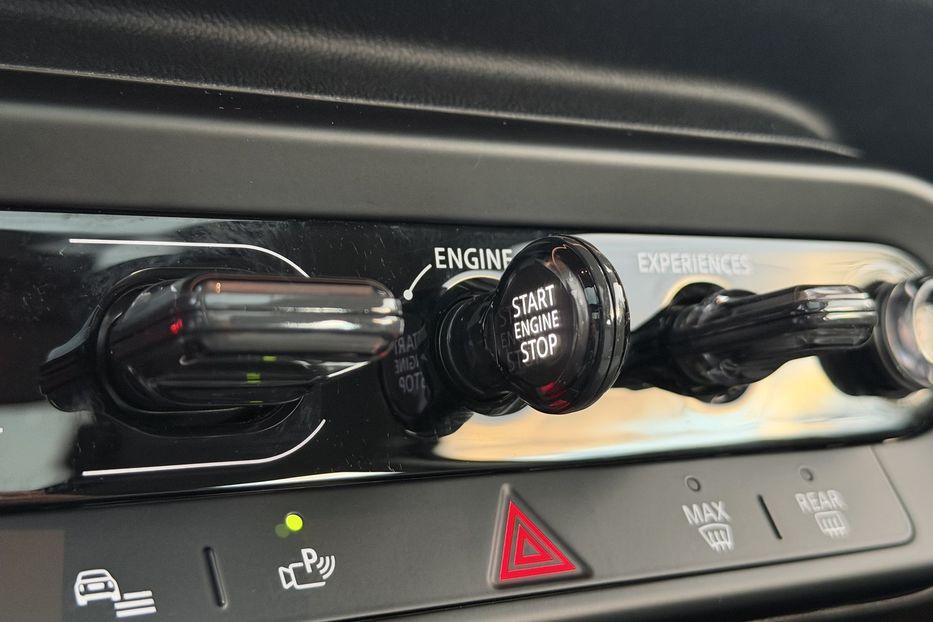 ENGINE
EXPERIENCES
START
ENGINE
STOP
MAX
REAR
P